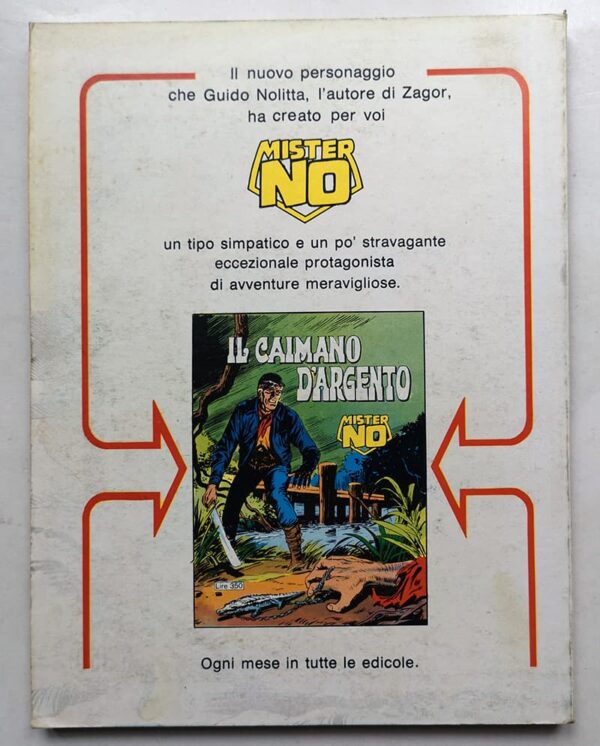 Il nuovo personaggio
che Guido Nolitta, l'autore di Zagor,
ha creato per voi
MISTER
NO
un tipo simpatico e un po' stravagante
eccezionale protagonista
di avventure meravigliose.
IL CAIMANO
D'ARGENTO
MISTER
NO
Lire 350
Ogni mese in tutte le edicole.